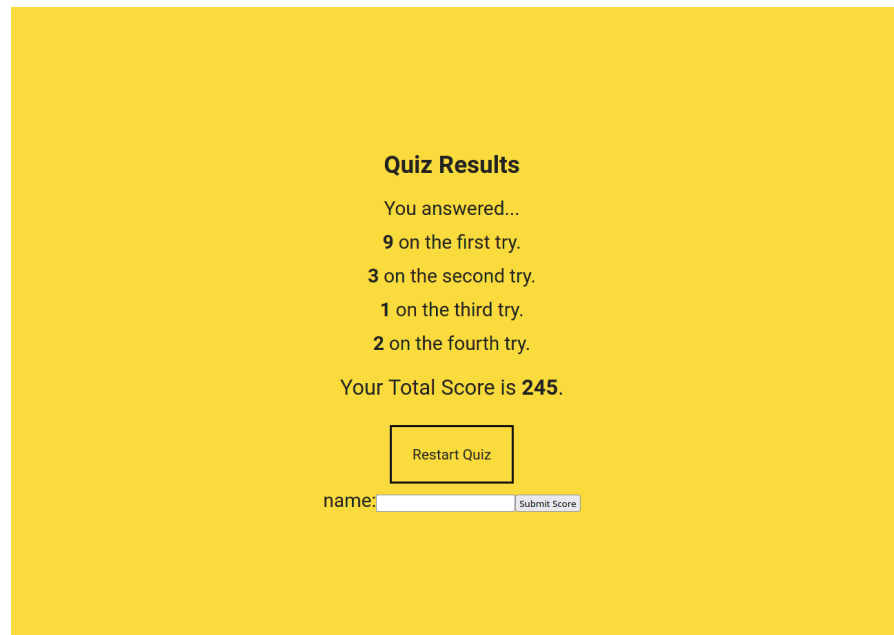 Quiz Results
You answered...
9 on the first try.
3 on the second try.
1 on the third try.
2 on the fourth try.
Your Total Score is 245.
Restart Quiz
name: Submit Score